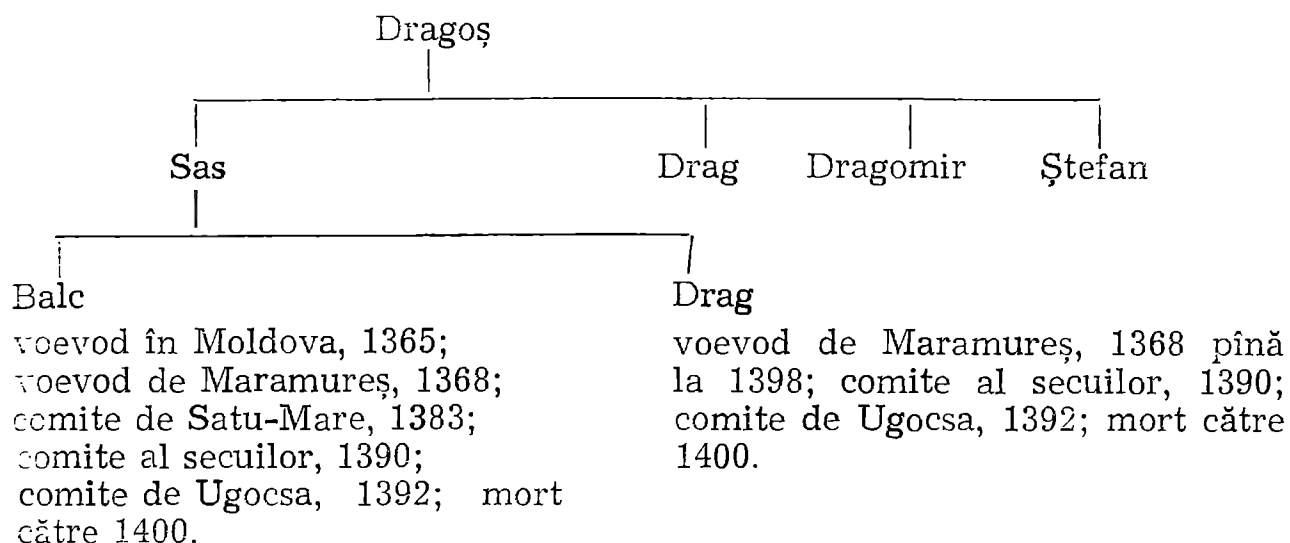 Dragoș
Sas Drag Dragomir Ștefan
Balc
voevod în Moldova, 1365;
voevod de Maramureș, 1368;
comite de Satu-Mare, 1383;
comite al secuilor, 1390;
comite de Ugocsa, 1392; mort
către 1400.
Drag
voevod de Maramureș, 1368 pînă
la 1398; comite al secuilor, 1390;
comite de Ugocsa, 1392; mort către
1400.